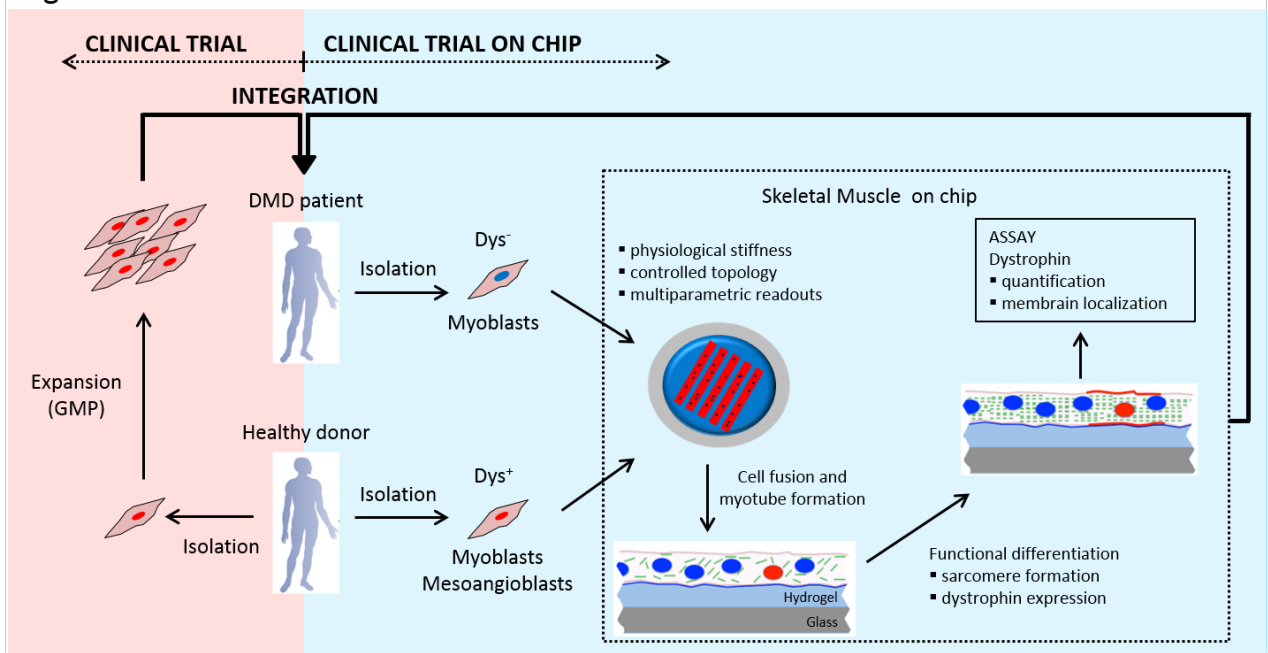 CLINICAL TRIAL
CLINICAL TRIAL ON CHIP
INTEGRATION
DMD patient
Isolation
Dys-
Myoblasts
Expansion
(GMP)
Healthy donor
Isolation
Isolation
Dys+
Myoblasts
Mesoangioblasts
Skeletal Muscle on chip
▪ physiological stiffness
▪ controlled topology
▪ multiparametric readouts
Cell fusion and
myotube formation
Hydrogel
Glass
Functional differentiation
▪ sarcomere formation
▪ dystrophin expression
ASSAY
Dystrophin
▪ quantification
▪ membrain localization